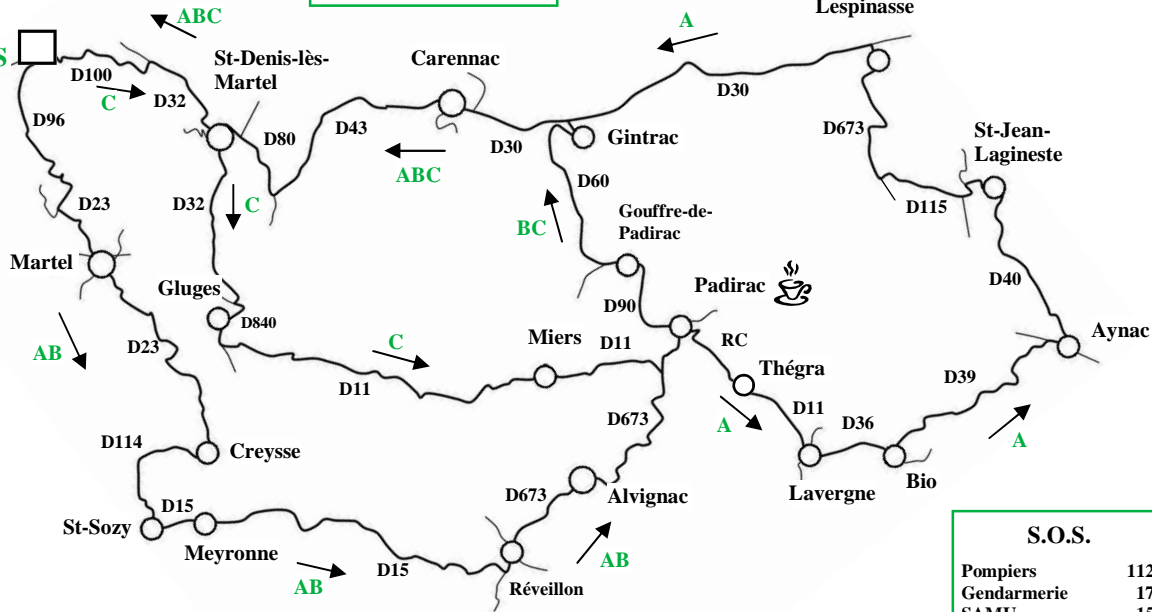 Lespinasse
ABC
A
S
St-Denis-lès-
Martel
Carennac
D100
C
D32
D30
D96
D80
D43
D673
St-Jean-
Lagineste
Gintrac
D30
ABC
D60
D23
D32
C
D115
Gouffre-de-
Padirac
BC
Martel
D40
Gluges
D90
Padirac
D840
Miers
D11
RC
Aynac
AB
D23
C
Thégra
D11
D39
A
D11
D36
A
D673
D114
Creysse
Lavergne
Bio
D673
Alvignac
St-Sozy
D15
Meyronne
AB
D15
Réveillon
AB
S.O.S.
Pompiers 112
Gendarmerie 17
SAMU 15